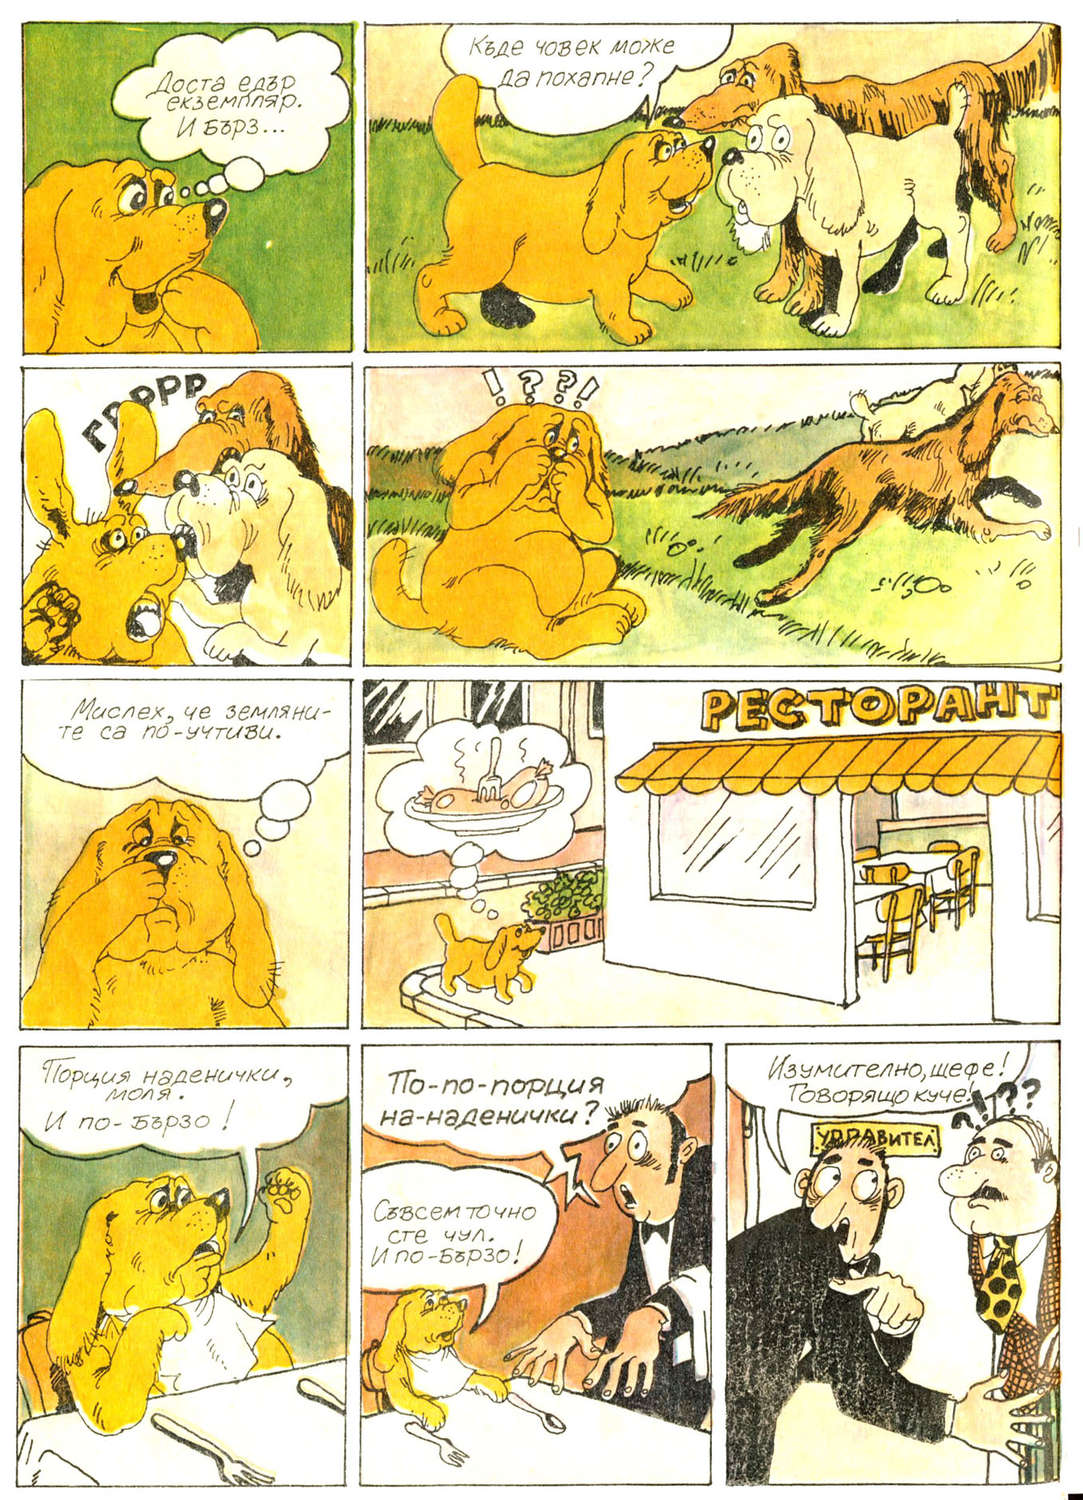 Доста едър
екземпляр.
И бърз...
Къде човек може
да похапне?
ГРРРРР
!??!
Мислех, че земляни-
те са по-учтиви.
РЕСТОРАНТ
Порция наденички,
моля.
И по-бързо!
По-по-порция
на-наденички?
Съвсем точно
сте чул.
И по-бързо!
Изумително, шефе!
Говорящо куче!
?!??
УПРАВИТЕЛ